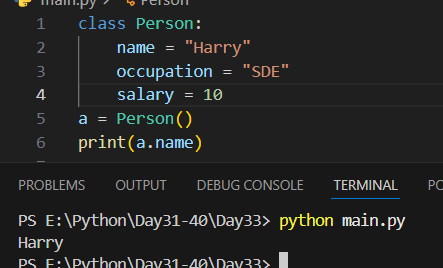 main.py > Person
1 class Person:
2     name = "Harry"
3     occupation = "SDE"
4     salary = 10
5 a = Person()
6 print(a.name)
PROBLEMS OUTPUT DEBUG CONSOLE TERMINAL
PS E:\Python\Day31-40\Day33> python main.py
Harry
PS E:\Python\Day31-40\Day33>